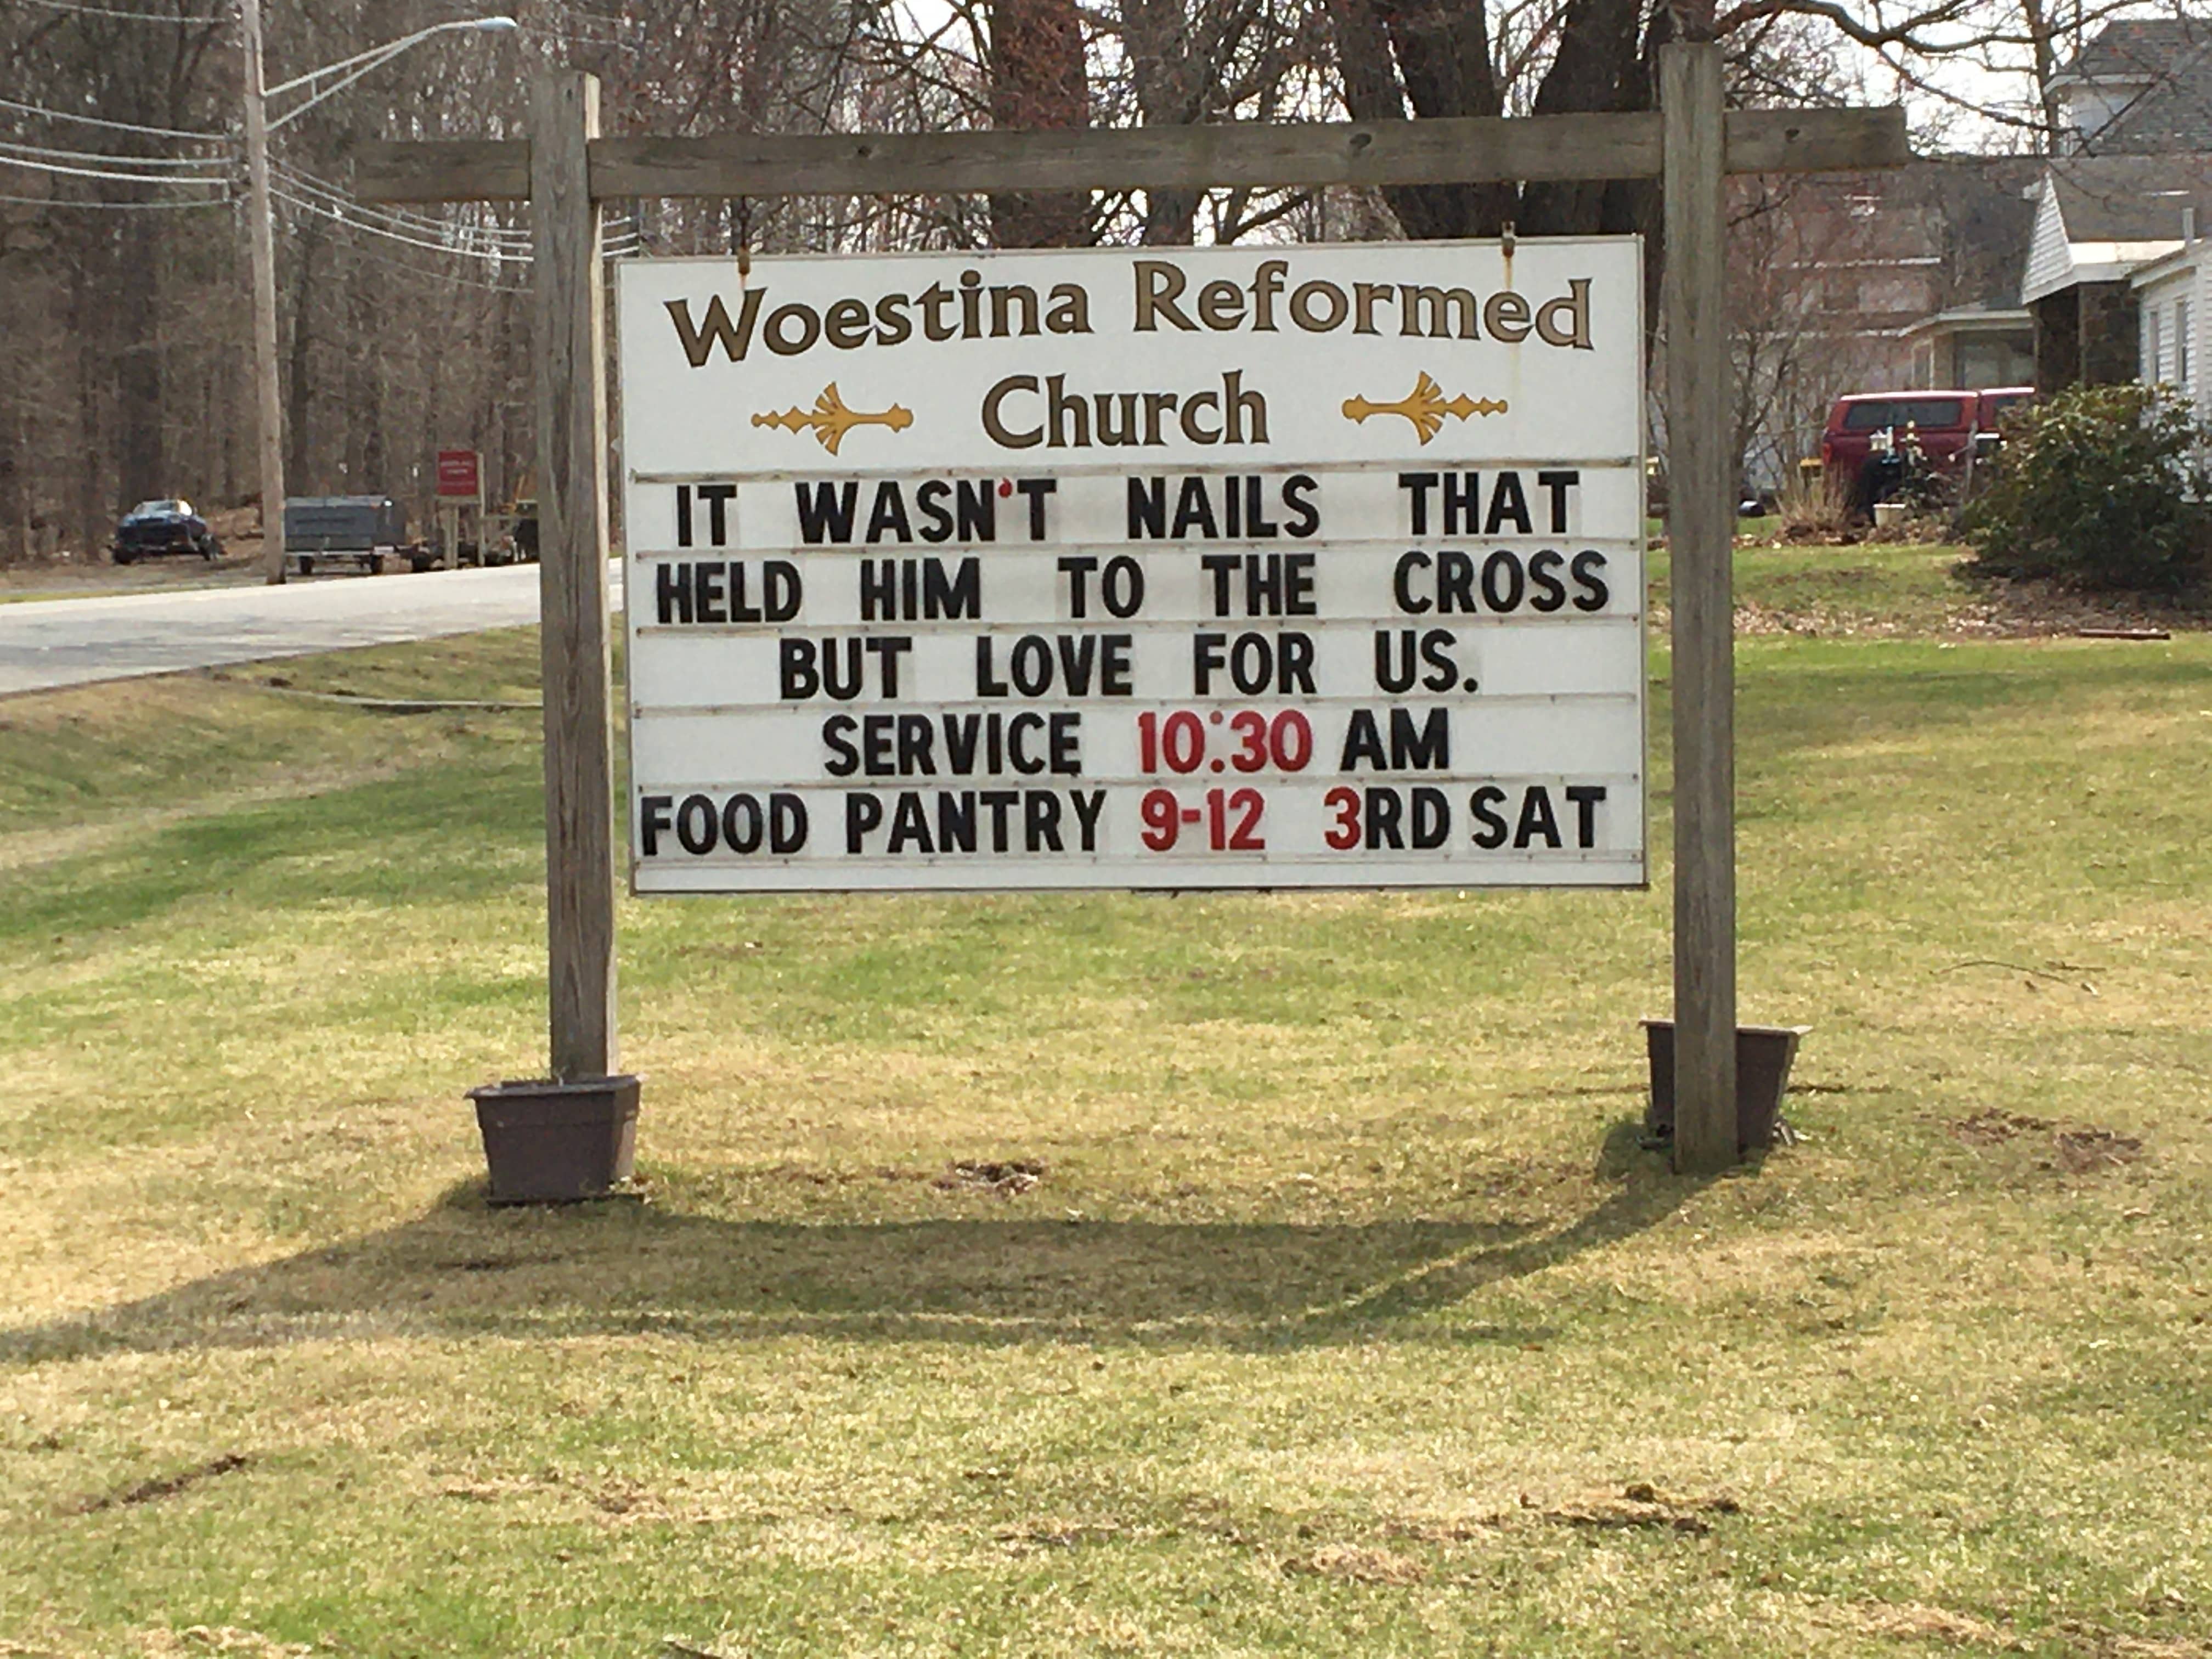 Woestina Reformed
Church
IT WASN'T NAILS THAT
HELD HIM TO THE CROSS
BUT LOVE FOR US.
SERVICE 10:30 AM
FOOD PANTRY 9-12 3RD SAT